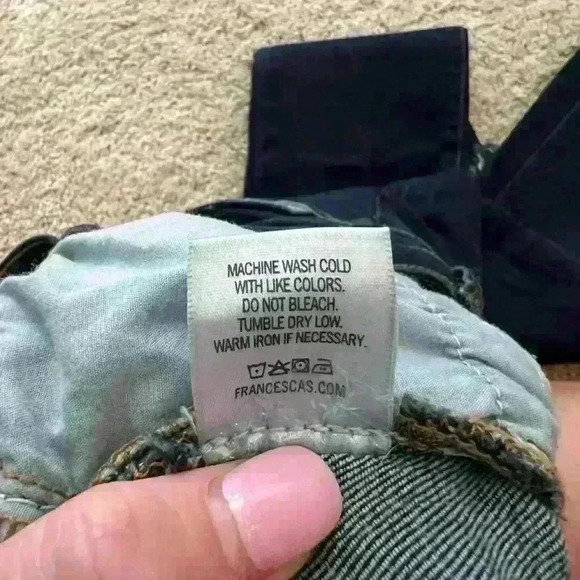 MACHINE WASH COLD
WITH LIKE COLORS.
DO NOT BLEACH.
TUMBLE DRY LOW.
WARM IRON IF NECESSARY.
FRANCESCAS.COM